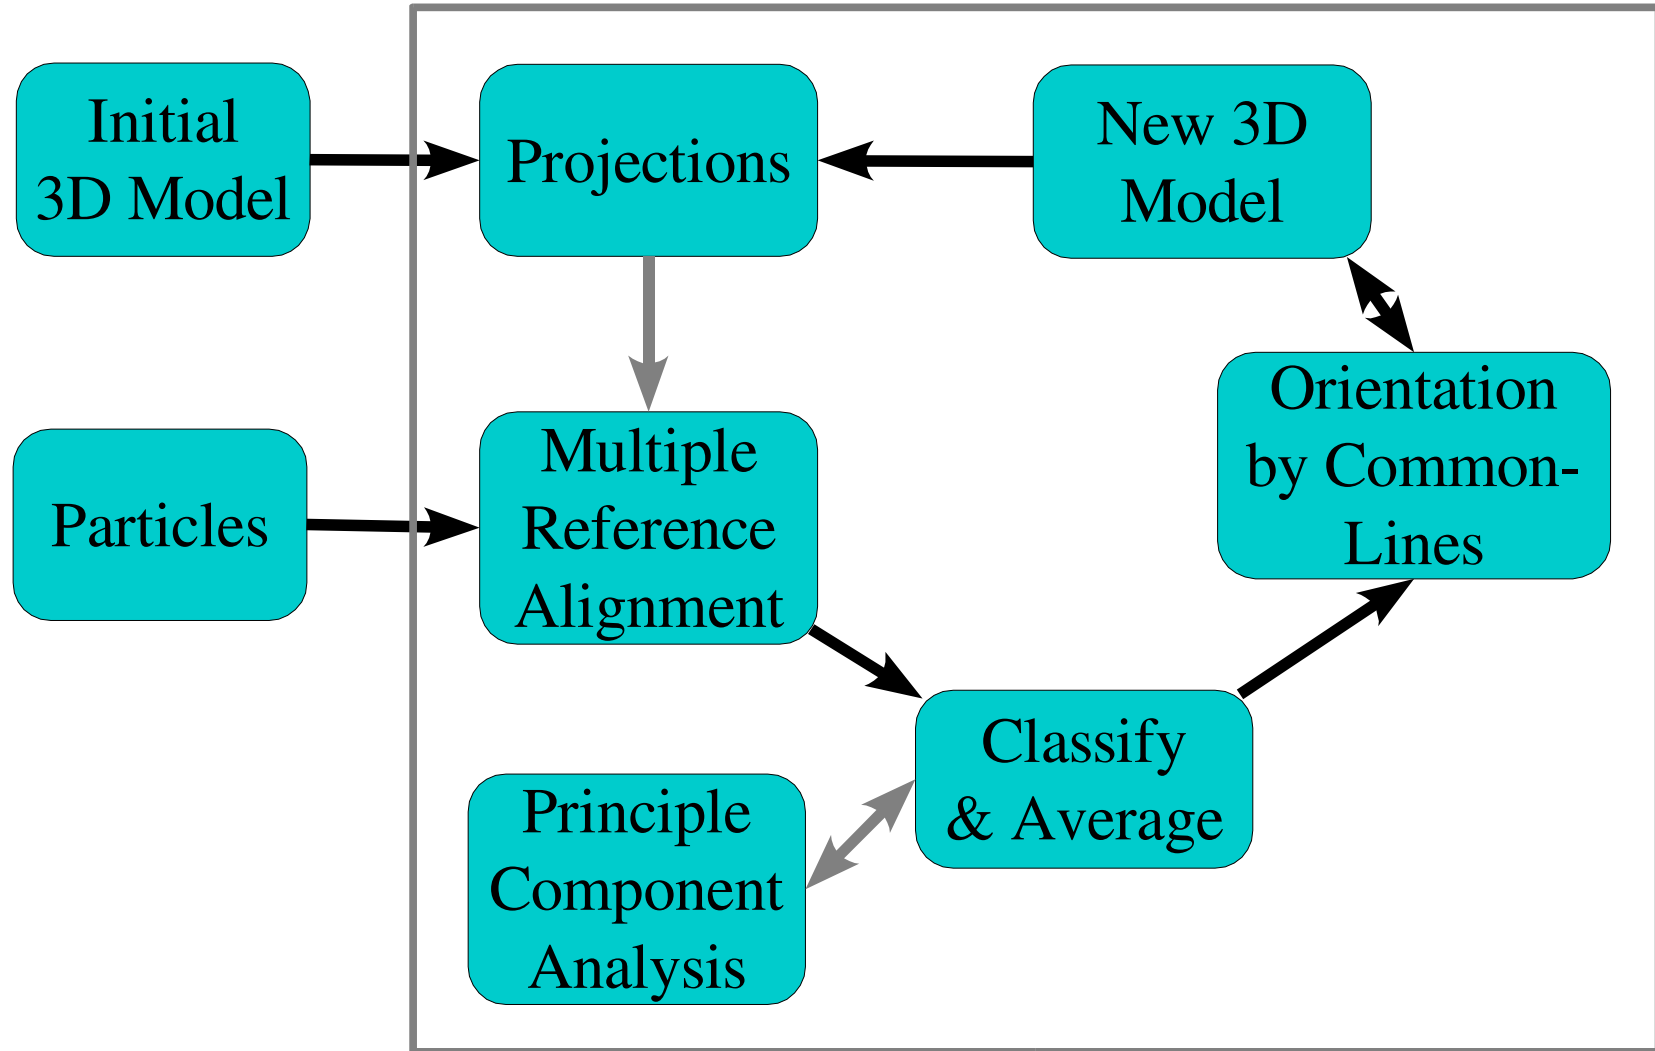 Initial
3D Model
Projections
New 3D
Model
Particles
Multiple
Reference
Alignment
Orientation
by Common-
Lines
Classify
& Average
Principle
Component
Analysis